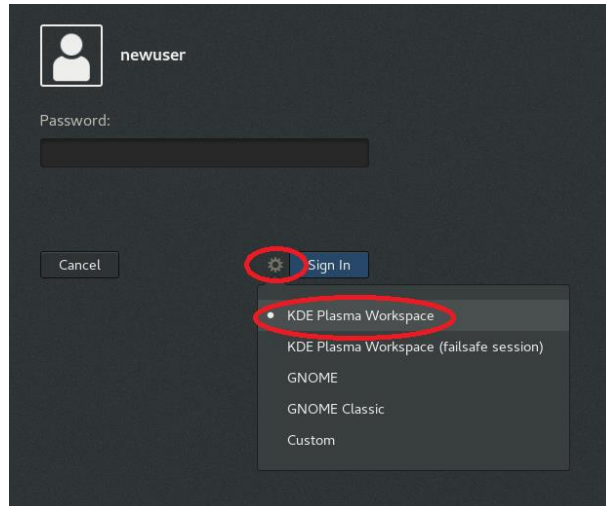 newuser
Password:
Cancel
Sign In
KDE Plasma Workspace
KDE Plasma Workspace (failsafe session)
GNOME
GNOME Classic
Custom